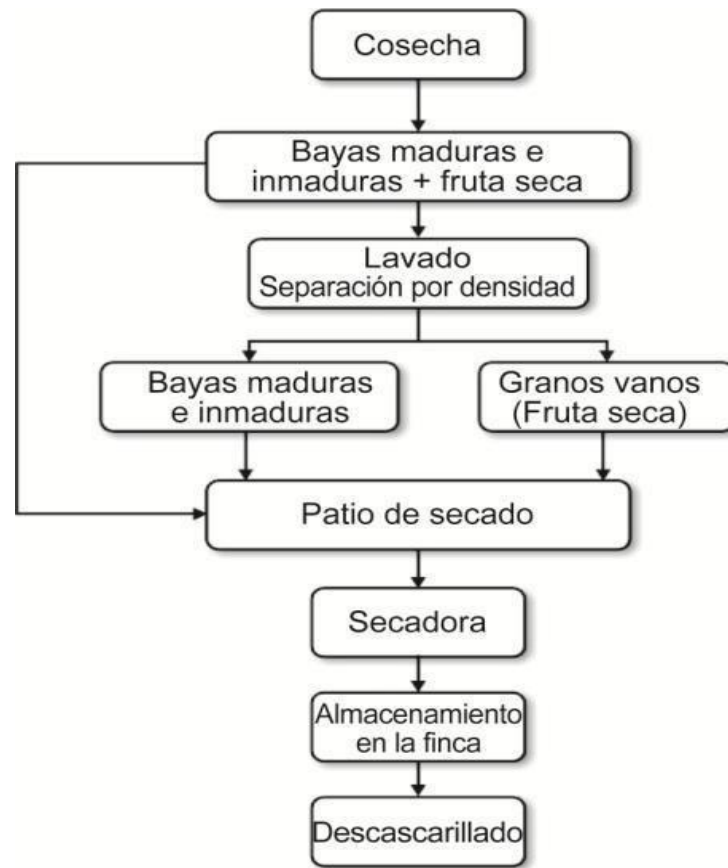 Cosecha
Bayas maduras e
inmaduras + fruta seca
Lavado
Separación por densidad
Bayas maduras
e inmaduras
Granos vanos
(Fruta seca)
Patio de secado
Secadora
Almacenamiento
en la finca
Descascarillado